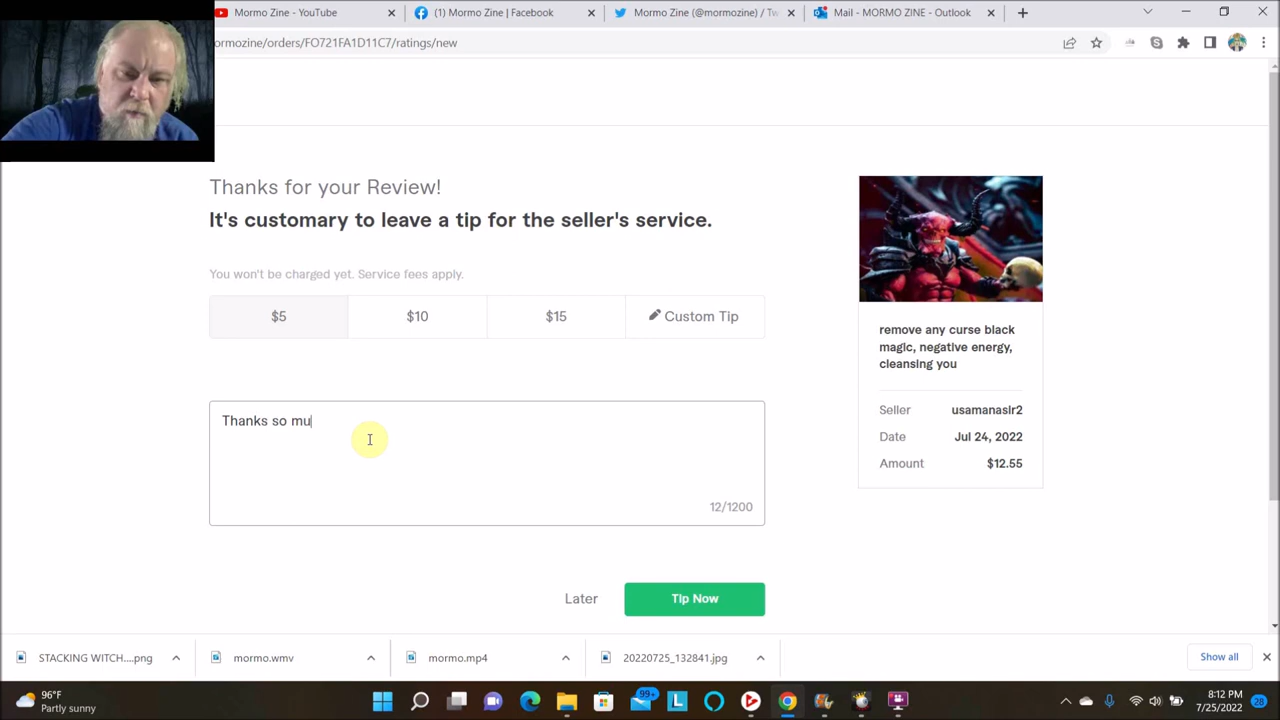 Mormo Zine - YouTube
(1) Mormo Zine | Facebook
Mormo Zine (@mormozine) / Tw
Mail - MORMO ZINE - Outlook
ormozine/orders/FO721FA1D11C7/ratings/new
Thanks for your Review!
It's customary to leave a tip for the seller's service.
You won't be charged yet. Service fees apply.
$5 $10 $15 Custom Tip
Thanks so mu
12/1200
Later Tip Now
remove any curse black
magic, negative energy,
cleansing you
Seller usamanasir2
Date Jul 24, 2022
Amount $12.55
STACKING WITCH....png mormo.wmv mormo.mp4 20220725_132841.jpg Show all
96°F
Partly sunny
99+
L
8:12 PM
7/25/2022
28